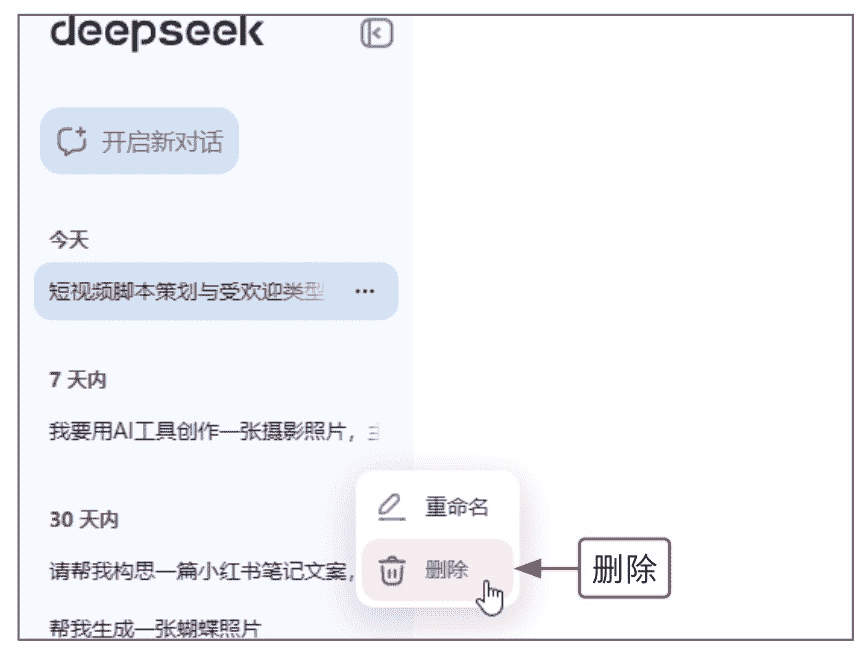 deepseek
开启新对话
今天
短视频脚本策划与受欢迎类型
7 天内
我要用AI工具创作一张摄影照片，
重命名
30 天内
请帮我构思一篇小红书笔记文案，
删除
删除
帮我生成一张蝴蝶照片